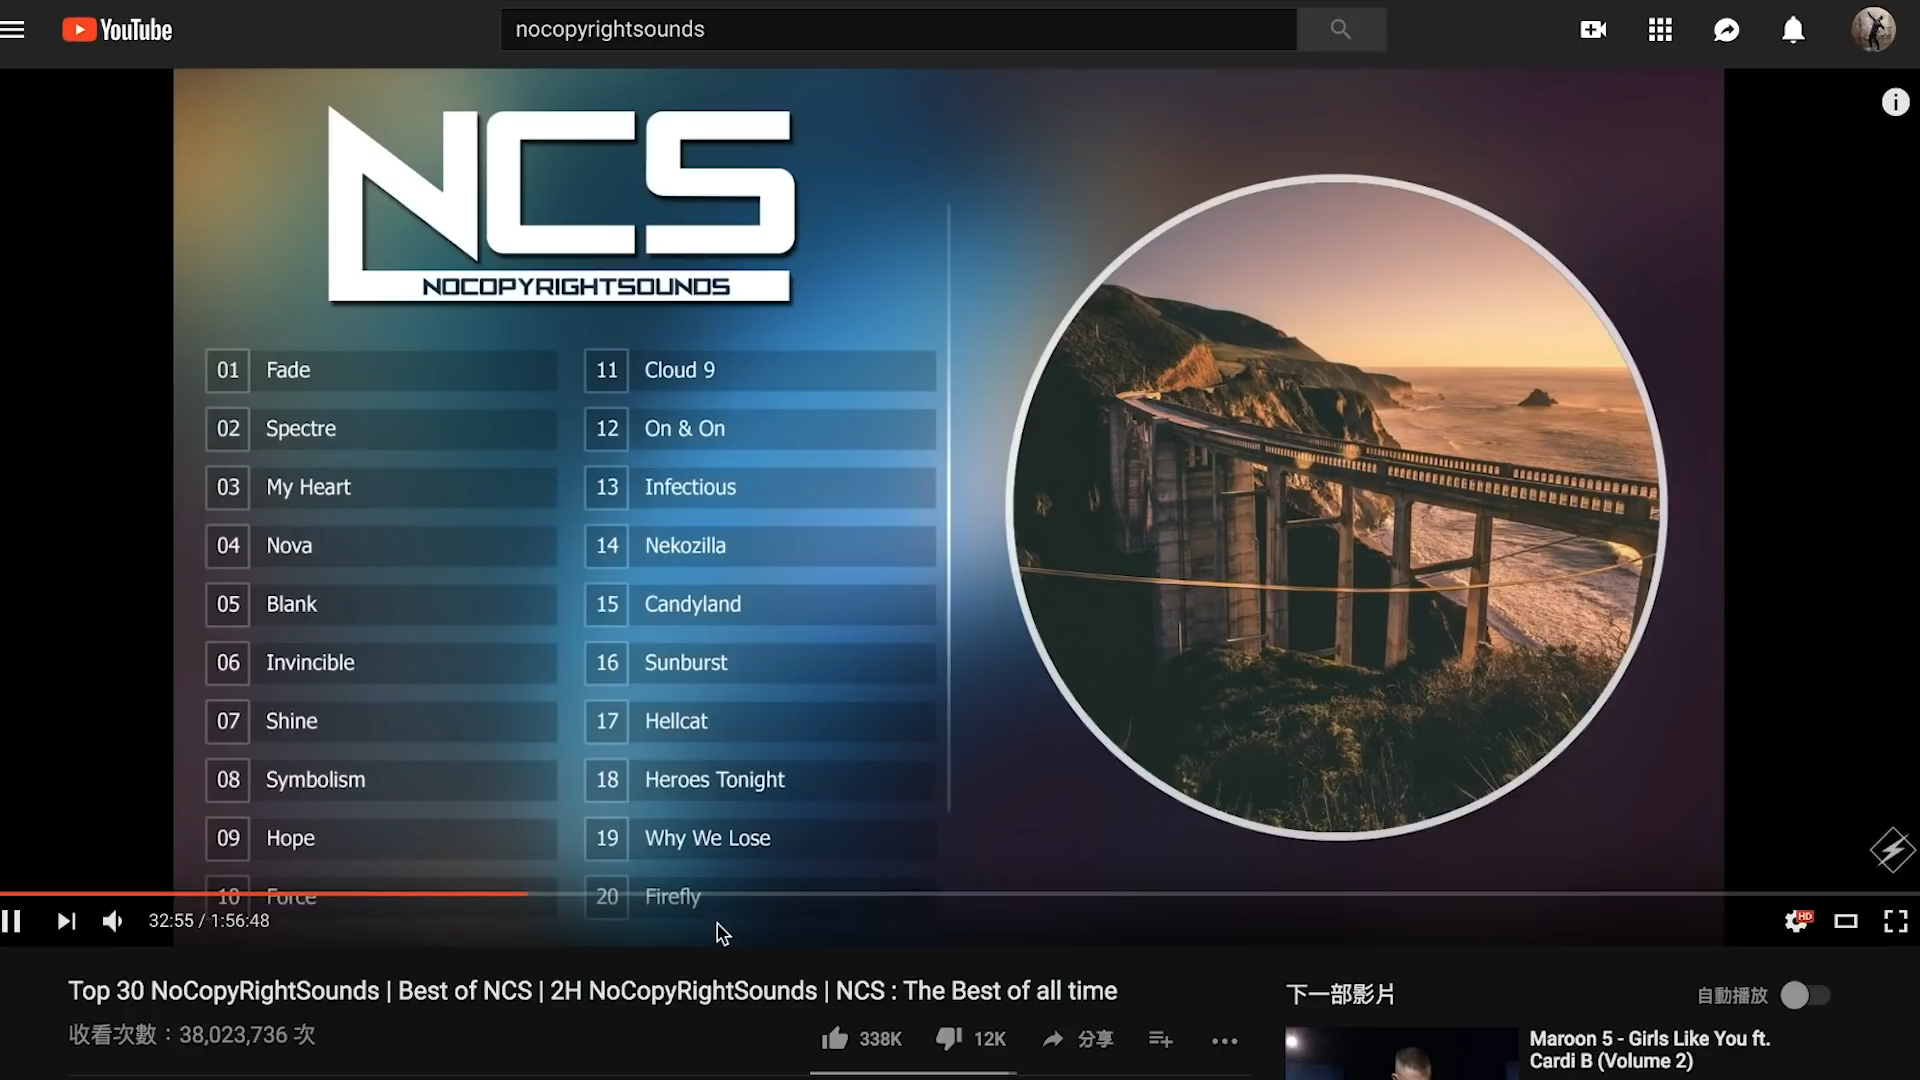 YouTube
nocopyrightsounds
NCS
NOCOPYRIGHTSOUNDS
01 Fade
02 Spectre
03 My Heart
04 Nova
05 Blank
06 Invincible
07 Shine
08 Symbolism
09 Hope
10 Force
11 Cloud 9
12 On & On
13 Infectious
14 Nekozilla
15 Candyland
16 Sunburst
17 Hellcat
18 Heroes Tonight
19 Why We Lose
20 Firefly
32:55 / 1:56:48
HD
Top 30 NoCopyRightSounds | Best of NCS | 2H NoCopyRightSounds | NCS : The Best of all time
收看次數：38,023,736 次
338K
12K
分享
下一部影片
自動播放
Maroon 5 - Girls Like You ft.
Cardi B (Volume 2)